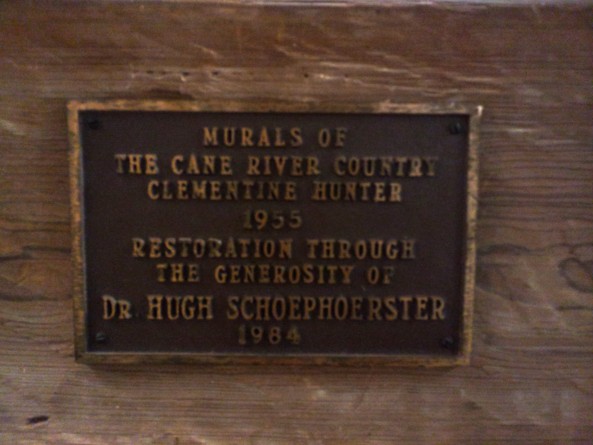 MURALS OF
THE CANE RIVER COUNTRY
CLEMENTINE HUNTER
1955
RESTORATION THROUGH
THE GENEROSITY OF
DR. HUGH SCHOEPHOERSTER
1984